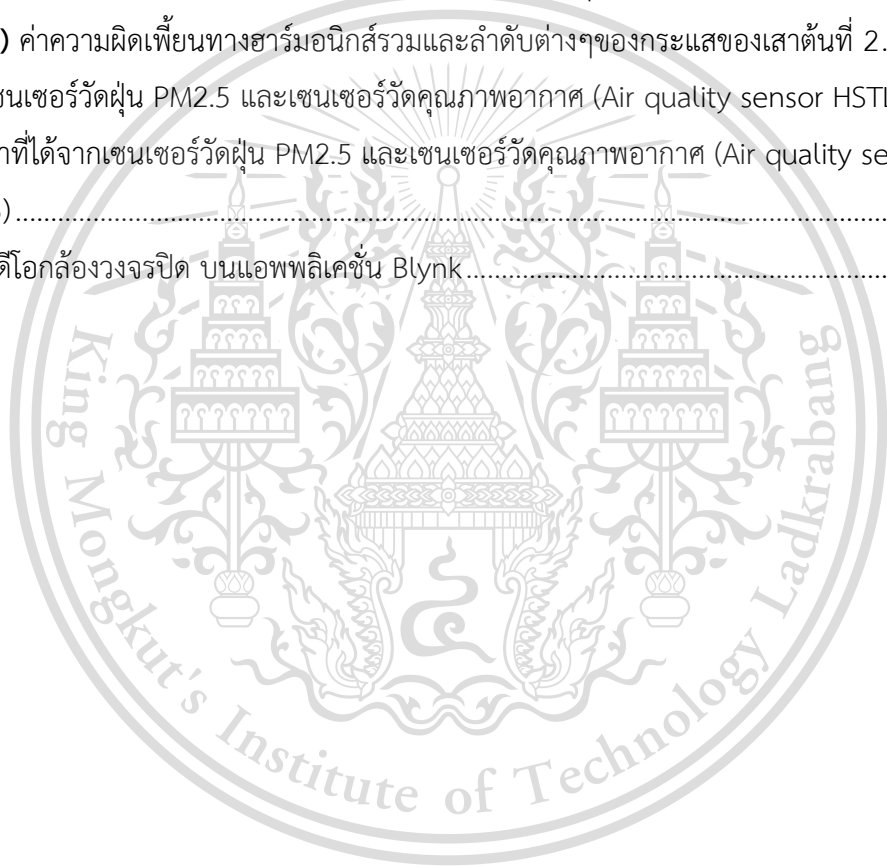 ) ค่าความผิดเพี้ยนทางฮาร์มอนิกส์รวมและลำดับต่างๆของกระแสของเสาต้นที่ 2.
ซนเซอร์วัดฝุ่น PM2.5 และเซนเซอร์วัดคุณภาพอากาศ (Air quality sensor HSTL
าที่ได้จากเซนเซอร์วัดฝุ่น PM2.5 และเซนเซอร์วัดคุณภาพอากาศ (Air quality se
)........................................................................................................................
ดีโอกล้องวงจรปิด บนแอพพลิเคชั่น Blynk............................................................
King Mongkut's Institute of Technology Ladkrabang